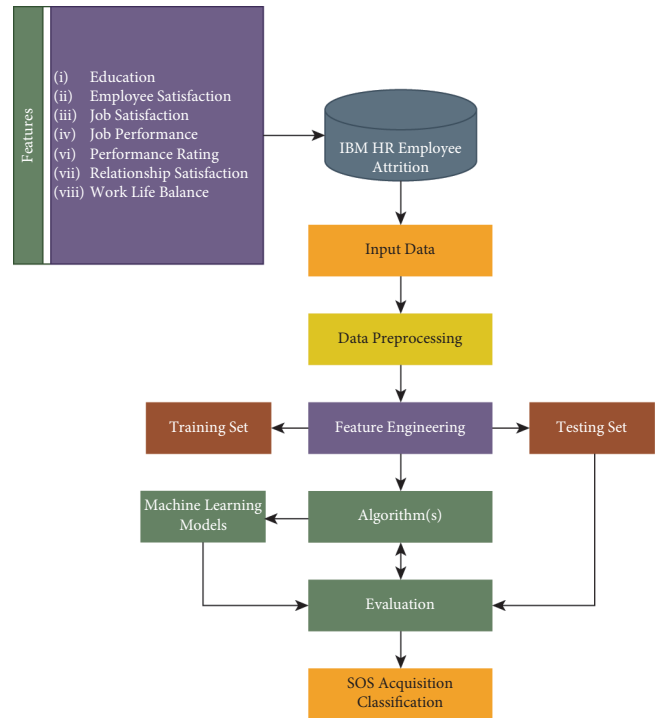 Features
(i) Education
(ii) Employee Satisfaction
(iii) Job Satisfaction
(iv) Job Performance
(vi) Performance Rating
(vii) Relationship Satisfaction
(viii) Work Life Balance
IBM HR Employee
Attrition
Input Data
Data Preprocessing
Training Set
Feature Engineering
Testing Set
Machine Learning
Models
Algorithm(s)
Evaluation
SOS Acquisition
Classification